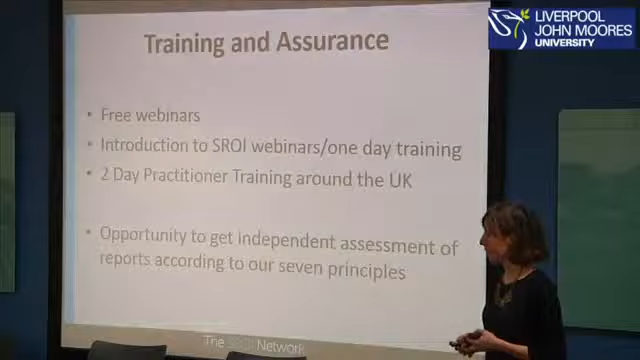 Training and Assurance
LIVERPOOL
JOHN MOORES
UNIVERSITY
• Free webinars
• Introduction to SROI webinars/one day training
• 2 Day Practitioner Training around the UK
• Opportunity to get independent assessment of
reports according to our seven principles
The SROI Network